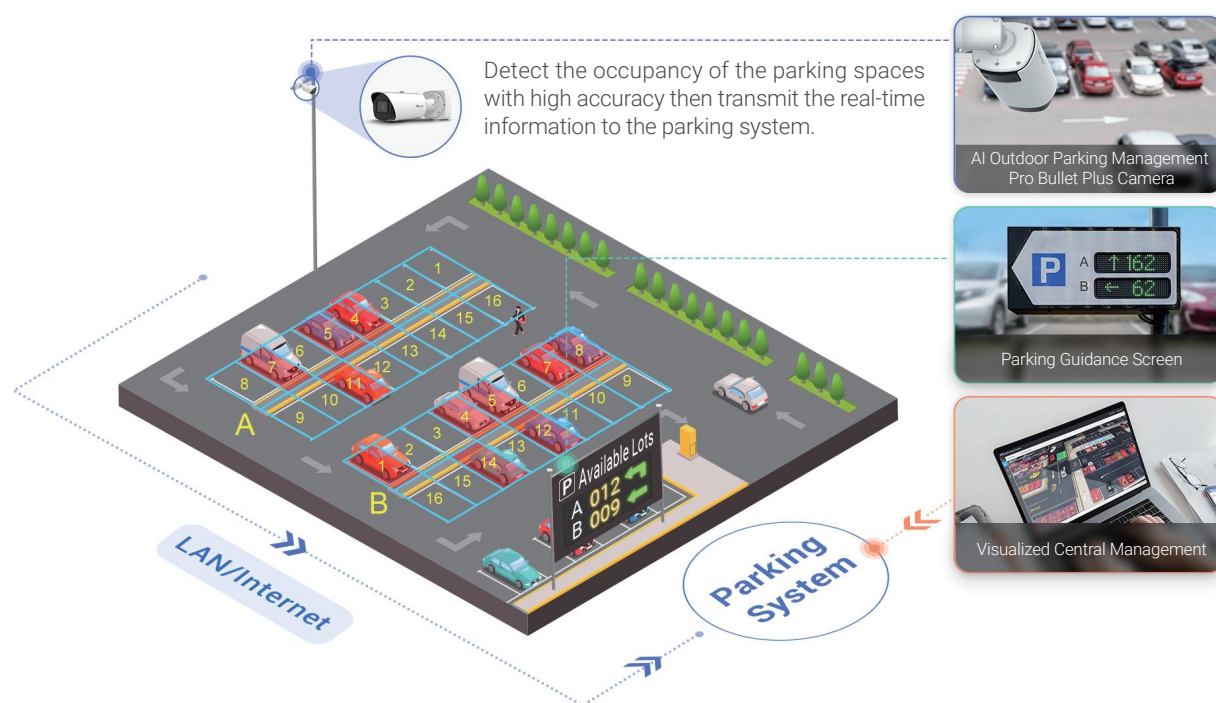 Detect the occupancy of the parking spaces
with high accuracy then transmit the real-time
information to the parking system.
AI Outdoor Parking Management
Pro Bullet Plus Camera
P
A ↑ 162
B ← 62
Parking Guidance Screen
Visualized Central Management
1
2
3
4
5
6
7
8
16
15
14
13
12
11
10
9
A
8
7
6
5
4
3
2
1
9
10
11
12
13
14
15
16
B
P Available Lots
A 012
B 009
LAN/Internet
Parking
System